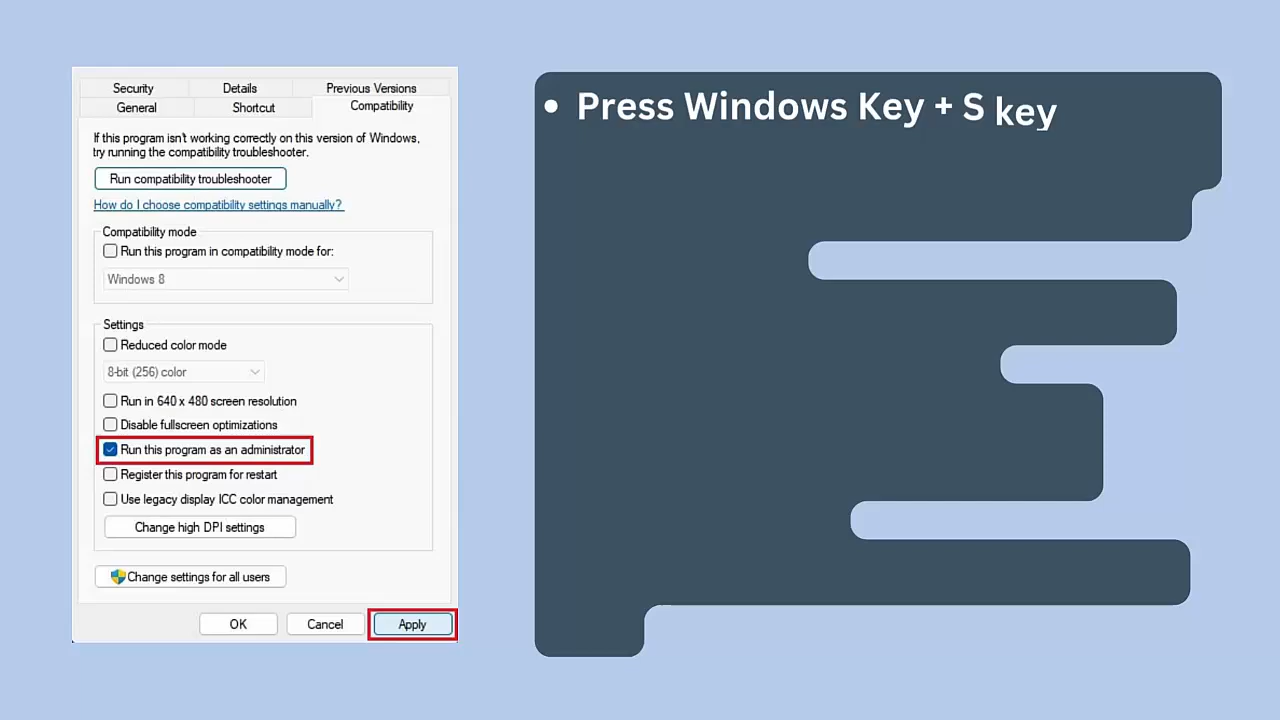 Security Details Previous Versions
General Shortcut Compatibility
If this program isn't working correctly on this version of Windows,
try running the compatibility troubleshooter.
Run compatibility troubleshooter
How do I choose compatibility settings manually?
Compatibility mode
Run this program in compatibility mode for:
Windows 8
Settings
Reduced color mode
8-bit (256) color
Run in 640 x 480 screen resolution
Disable fullscreen optimizations
Run this program as an administrator
Register this program for restart
Use legacy display ICC color management
Change high DPI settings
Change settings for all users
OK Cancel Apply
• Press Windows Key + S key